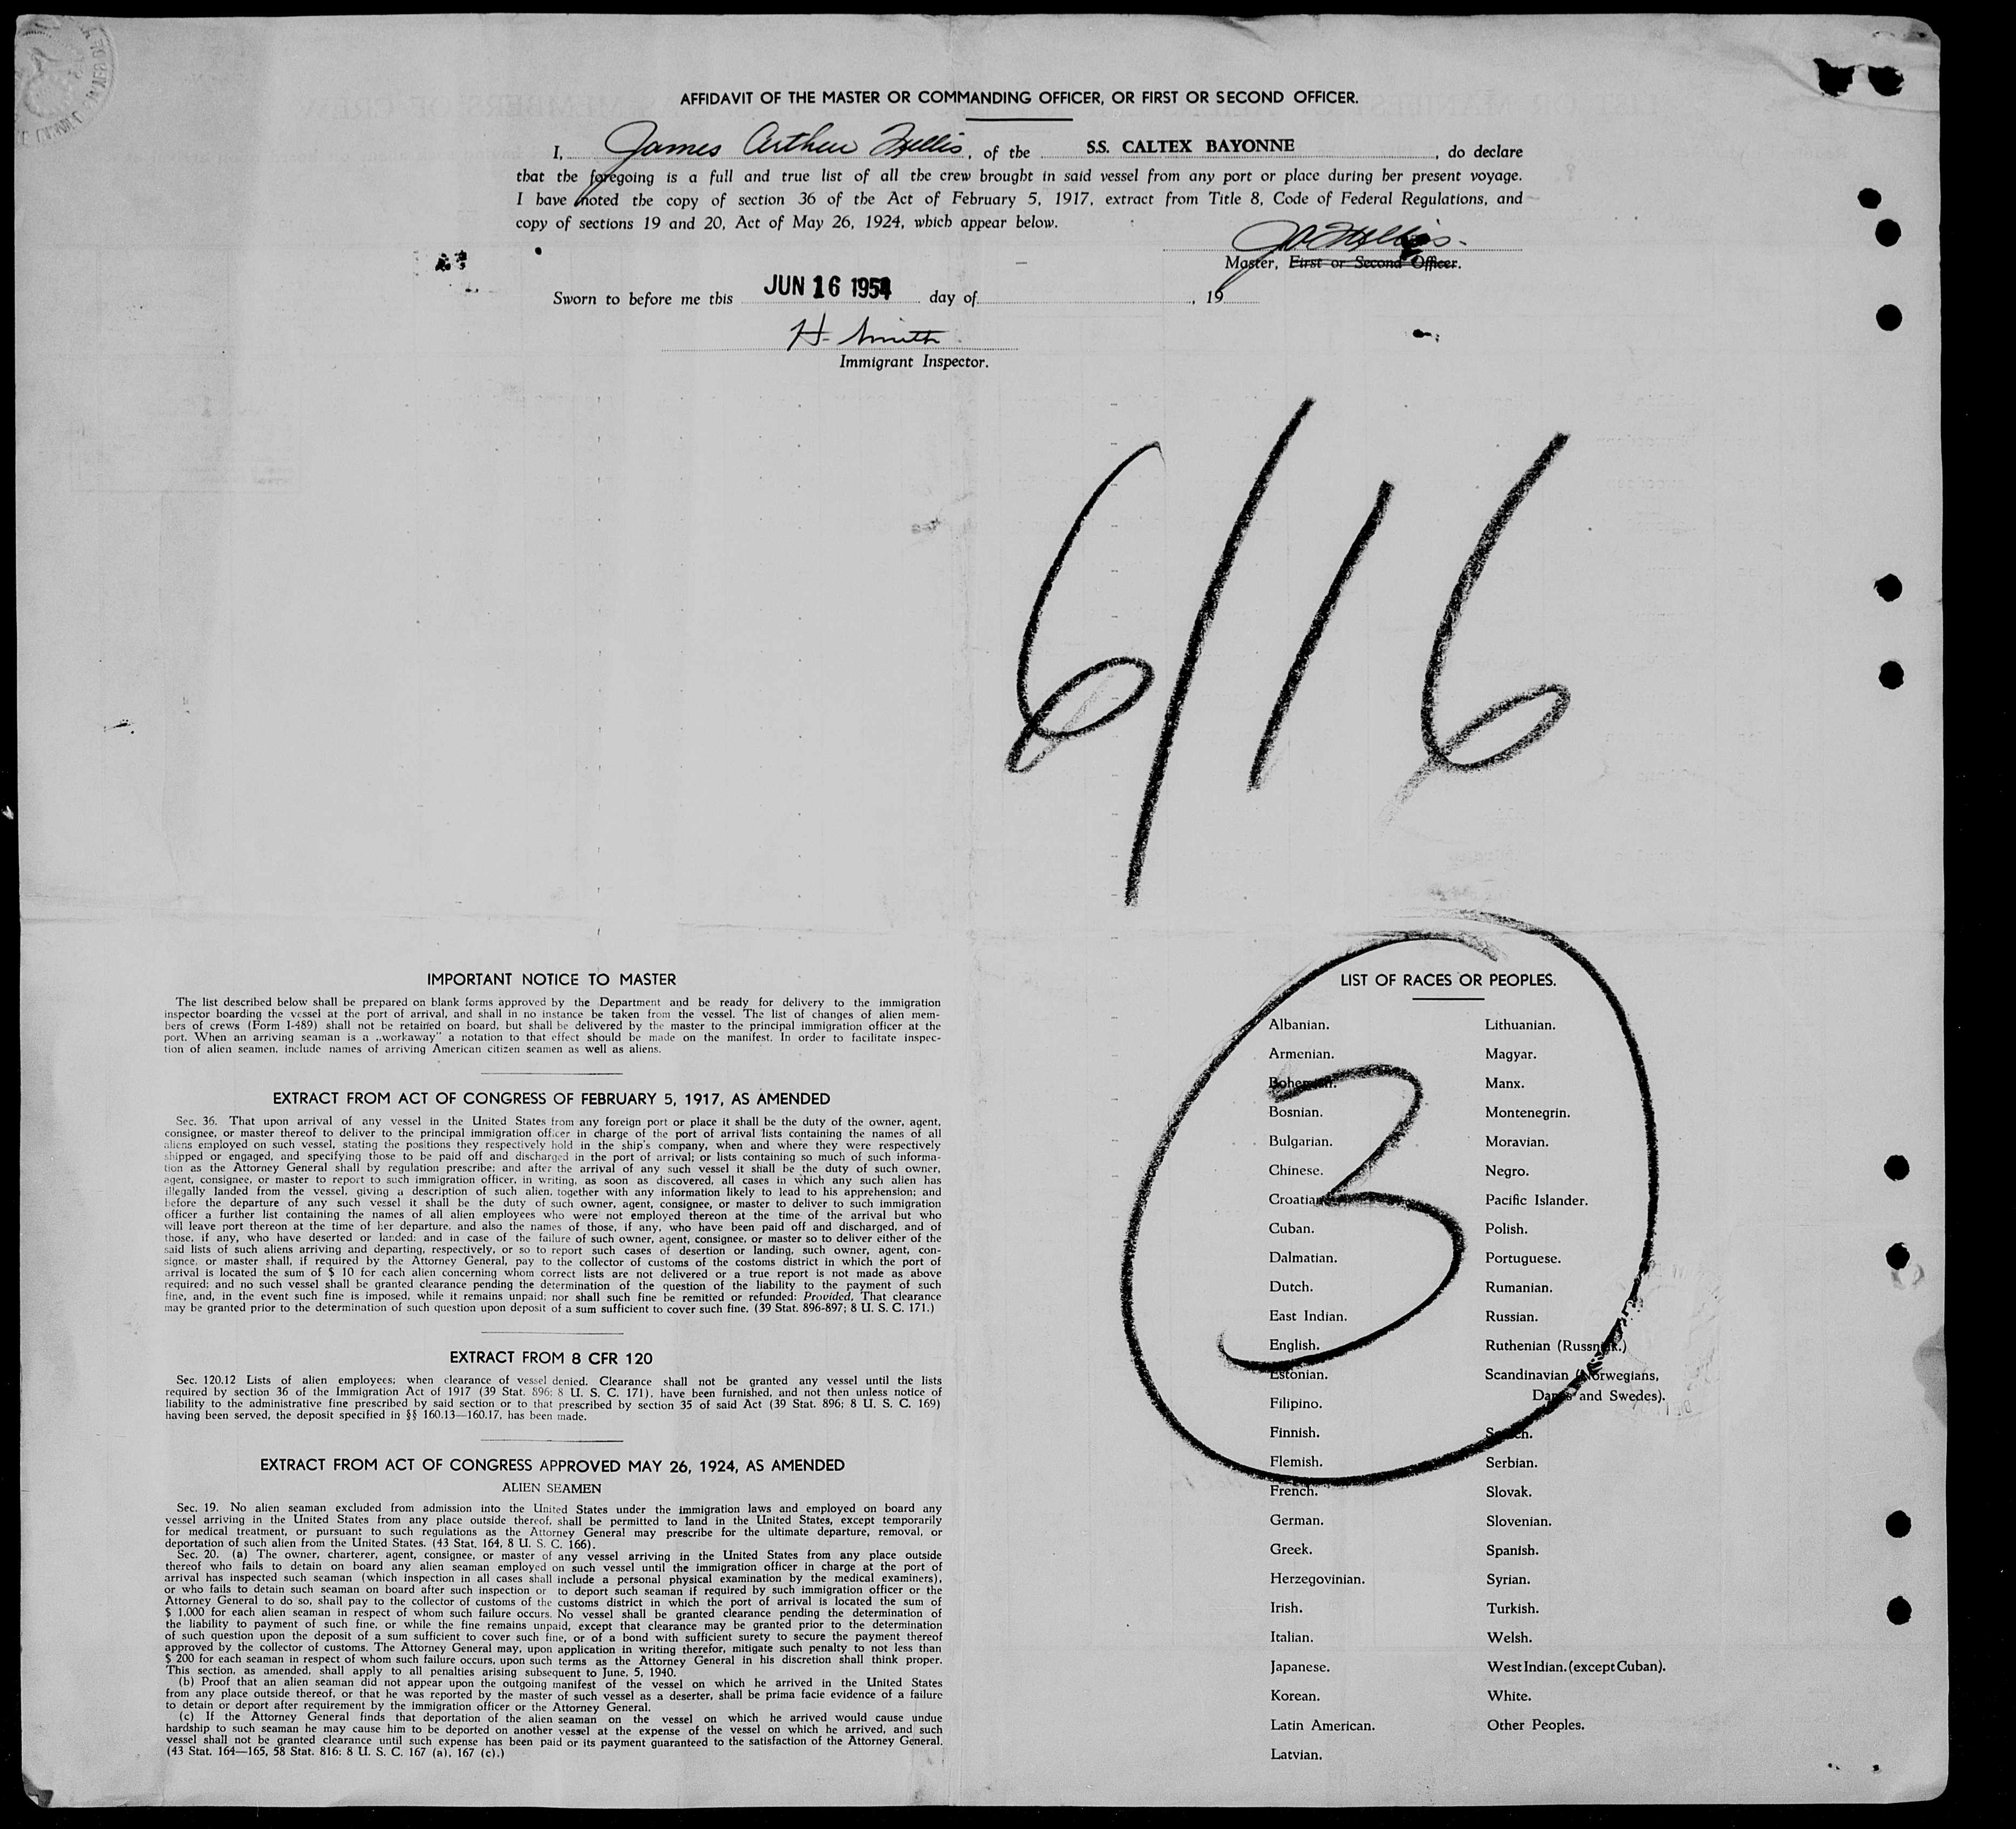 AFFIDAVIT OF THE MASTER OR COMMANDING OFFICER, OR FIRST OR SECOND OFFICER.
I, James Arthur , of the S.S. CALTEX BAYONNE , do declare
that the foregoing is a full and true list of all the crew brought in said vessel from any port or place during her present voyage.
I have noted the copy of section 36 of the Act of February 5, 1917, extract from Title 8, Code of Federal Regulations, and
copy of sections 19 and 20, Act of May 26, 1924, which appear below.
Master, First or Second Officer.
Sworn to before me this JUN 16 1954 day of , 19
H. Smith
Immigrant Inspector.
6/16
3
IMPORTANT NOTICE TO MASTER
The list described below shall be prepared on blank forms approved by the Department and be ready for delivery to the immigration
inspector boarding the vessel at the port of arrival, and shall in no instance be taken from the vessel. The list of changes of alien mem-
bers of crews (Form I-489) shall not be retained on board, but shall be delivered by the master to the principal immigration officer at the
port. When an arriving seaman is a „workaway" a notation to that effect should be made on the manifest. In order to facilitate inspec-
tion of alien seamen, include names of arriving American citizen seamen as well as aliens.
EXTRACT FROM ACT OF CONGRESS OF FEBRUARY 5, 1917, AS AMENDED
Sec. 36. That upon arrival of any vessel in the United States from any foreign port or place it shall be the duty of the owner, agent,
consignee, or master thereof to deliver to the principal immigration officer in charge of the port of arrival lists containing the names of all
aliens employed on such vessel, stating the positions they respectively hold in the ship's company, when and where they were respectively
shipped or engaged, and specifying those to be paid off and discharged in the port of arrival; or lists containing so much of such informa-
tion as the Attorney General shall by regulation prescribe; and after the arrival of any such vessel it shall be the duty of such owner,
agent, consignee, or master to report to such immigration officer, in writing, as soon as discovered, all cases in which any such alien has
illegally landed from the vessel, giving a description of such alien, together with any information likely to lead to his apprehension; and
before the departure of any such vessel it shall be the duty of such owner, agent, consignee, or master to deliver to such immigration
officer a further list containing the names of all alien employees who were not employed thereon at the time of the arrival but who
will leave port thereon at the time of her departure, and also the names of those, if any, who have been paid off and discharged, and of
those, if any, who have deserted or landed; and in case of the failure of such owner, agent, consignee, or master so to deliver either of the
said lists of such aliens arriving and departing, respectively, or so to report such cases of desertion or landing, such owner, agent, con-
signee, or master shall, if required by the Attorney General, pay to the collector of customs of the costoms district in which the port of
arrival is located the sum of $ 10 for each alien concerning whom correct lists are not delivered or a true report is not made as above
required; and no such vessel shall be granted clearance pending the determination of the question of the liability to the payment of such
fine, and, in the event such fine is imposed, while it remains unpaid; nor shall such fine be remitted or refunded: Provided, That clearance
may be granted prior to the determination of such question upon deposit of a sum sufficient to cover such fine. (39 Stat. 896-897; 8 U. S. C. 171.)
EXTRACT FROM 8 CFR 120
Sec. 120.12 Lists of alien employees; when clearance of vessel denied. Clearance shall not be granted any vessel until the lists
required by section 36 of the Immigration Act of 1917 (39 Stat. 896; 8 U. S. C. 171), have been furnished, and not then unless notice of
liability to the administrative fine prescribed by said section or to that prescribed by section 35 of said Act (39 Stat. 896; 8 U. S. C. 169)
having been served, the deposit specified in §§ 160.13—160.17, has been made.
EXTRACT FROM ACT OF CONGRESS APPROVED MAY 26, 1924, AS AMENDED
ALIEN SEAMEN
Sec. 19. No alien seaman excluded from admission into the United States under the immigration laws and employed on board any
vessel arriving in the United States from any place outside thereof, shall be permitted to land in the United States, except temporarily
for medical treatment, or pursuant to such regulations as the Attorney General may prescribe for the ultimate departure, removal, or
deportation of such alien from the United States. (43 Stat. 164, 8 U. S. C. 166).
Sec. 20. (a) The owner, charterer, agent, consignee, or master of any vessel arriving in the United States from any place outside
thereof who fails to detain on board any alien seaman employed on such vessel until the immigration officer in charge at the port of
arrival has inspected such seaman (which inspection in all cases shall include a personal physical examination by the medical examiners),
or who fails to detain such seaman on board after such inspection or to deport such seaman if required by such immigration officer or the
Attorney General to do so, shall pay to the collector of customs of the customs district in which the port of arrival is located the sum of
$ 1,000 for each alien seaman in respect of whom such failure occurs. No vessel shall be granted clearance pending the determination of
the liability to payment of such fine, or while the fine remains unpaid, except that clearance may be granted prior to the determination
of such question upon the deposit of a sum sufficient to cover such fine, or of a bond with sufficient surety to secure the payment thereof
approved by the collector of customs. The Attorney General may, upon application in writing therefor, mitigate such penalty to not less than
$ 200 for each seaman in respect of whom such failure occurs, upon such terms as the Attorney General in his discretion shall think proper.
This section, as amended, shall apply to all penalties arising subsequent to June, 5, 1940.
(b) Proof that an alien seaman did not appear upon the outgoing manifest of the vessel on which he arrived in the United States
from any place outside thereof, or that he was reported by the master of such vessel as a deserter, shall be prima facie evidence of a failure
to detain or deport after requirement by the immigration officer or the Attorney General.
(c) If the Attorney General finds that deportation of the alien seaman on the vessel on which he arrived would cause undue
hardship to such seaman he may cause him to be deported on another vessel at the expense of the vessel on which he arrived, and such
vessel shall not be granted clearance until such expense has been paid or its payment guaranteed to the satisfaction of the Attorney General.
(43 Stat. 164—165, 58 Stat. 816; 8 U. S. C. 167 (a), 167 (c).)
LIST OF RACES OR PEOPLES.
Albanian.
Armenian.
Bohemian.
Bosnian.
Bulgarian.
Chinese.
Croatian.
Cuban.
Dalmatian.
Dutch.
East Indian.
English.
Estonian.
Filipino.
Finnish.
Flemish.
French.
German.
Greek.
Herzegovinian.
Irish.
Italian.
Japanese.
Korean.
Latin American.
Latvian.
Lithuanian.
Magyar.
Manx.
Montenegrin.
Moravian.
Negro.
Pacific Islander.
Polish.
Portuguese.
Rumanian.
Russian.
Ruthenian (Russniak.)
Scandinavian (Norwegians,
Danes and Swedes).
Scotch.
Serbian.
Slovak.
Slovenian.
Spanish.
Syrian.
Turkish.
Welsh.
West Indian. (except Cuban).
White.
Other Peoples.